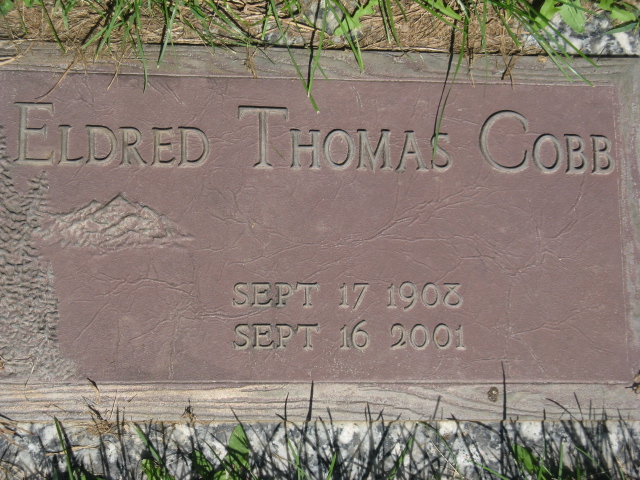 Eldred Thomas Cobb
Sept 17 1908
Sept 16 2001